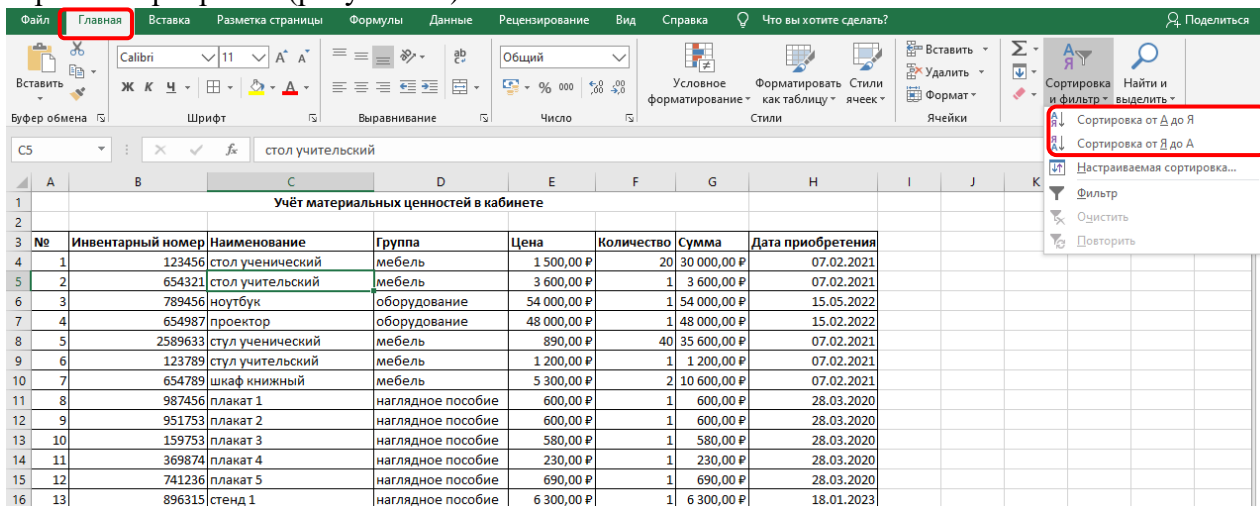 Файл Главная Вставка Разметка страницы Формулы Данные Рецензирование Вид Справка Что вы хотите сделать? Поделиться
Вставить
Calibri 11
Ж К Ч
Общий
% 000
Условное форматирование
Форматировать как таблицу
Стили ячеек
Вставить
Удалить
Формат
Сортировка и фильтр
Найти и выделить
Буфер обмена Шрифт Выравнивание Число Стили Ячейки
Сортировка от А до Я
Сортировка от Я до А
Настраиваемая сортировка...
Фильтр
Очистить
Повторить
C5 fx стол учительский
A B C D E F G H I J K
1 Учёт материальных ценностей в кабинете
2
3 № Инвентарный номер Наименование Группа Цена Количество Сумма Дата приобретения
4 1 123456 стол ученический мебель 1 500,00 ₽ 20 30 000,00 ₽ 07.02.2021
5 2 654321 стол учительский мебель 3 600,00 ₽ 1 3 600,00 ₽ 07.02.2021
6 3 789456 ноутбук оборудование 54 000,00 ₽ 1 54 000,00 ₽ 15.05.2022
7 4 654987 проектор оборудование 48 000,00 ₽ 1 48 000,00 ₽ 15.02.2022
8 5 2589633 стул ученический мебель 890,00 ₽ 40 35 600,00 ₽ 07.02.2021
9 6 123789 стул учительский мебель 1 200,00 ₽ 1 1 200,00 ₽ 07.02.2021
10 7 654789 шкаф книжный мебель 5 300,00 ₽ 2 10 600,00 ₽ 07.02.2021
11 8 987456 плакат 1 наглядное пособие 600,00 ₽ 1 600,00 ₽ 28.03.2020
12 9 951753 плакат 2 наглядное пособие 600,00 ₽ 1 600,00 ₽ 28.03.2020
13 10 159753 плакат 3 наглядное пособие 580,00 ₽ 1 580,00 ₽ 28.03.2020
14 11 369874 плакат 4 наглядное пособие 230,00 ₽ 1 230,00 ₽ 28.03.2020
15 12 741236 плакат 5 наглядное пособие 690,00 ₽ 1 690,00 ₽ 28.03.2020
16 13 896315 стенд 1 наглядное пособие 6 300,00 ₽ 1 6 300,00 ₽ 18.01.2023